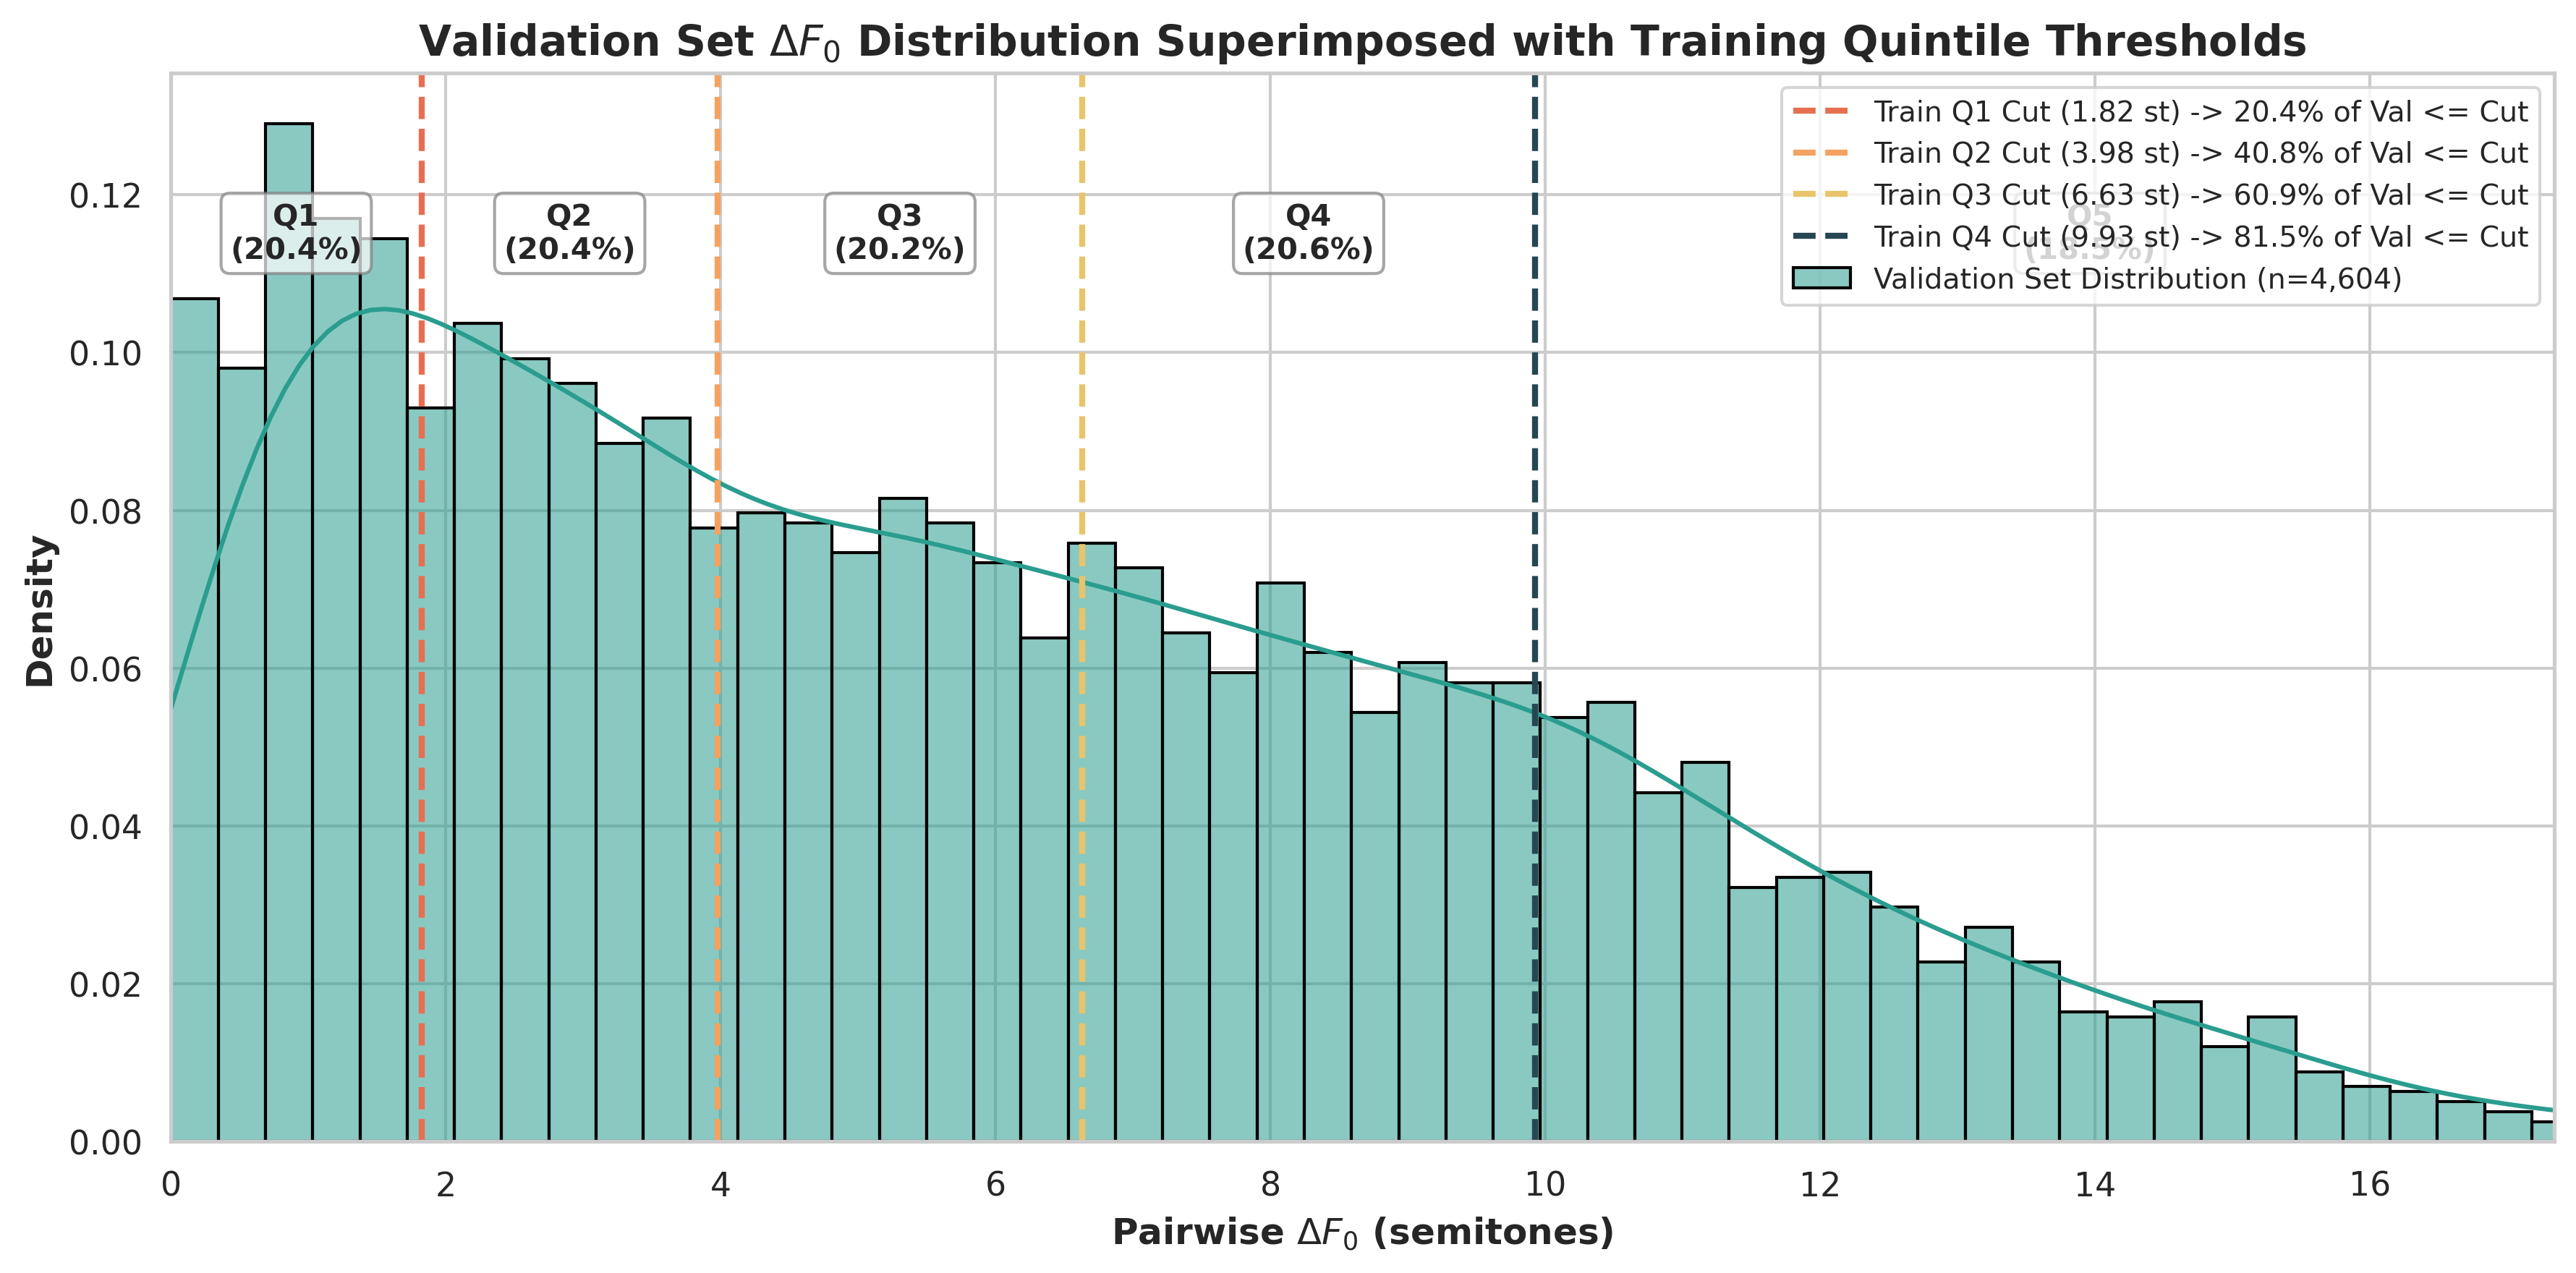 Validation Set ΔF₀ Distribution Superimposed with Training Quintile Thresholds
Train Q1 Cut (1.82 st) -> 20.4% of Val <= Cut
Train Q2 Cut (3.98 st) -> 40.8% of Val <= Cut
Train Q3 Cut (6.63 st) -> 60.9% of Val <= Cut
Train Q4 Cut (9.93 st) -> 81.5% of Val <= Cut
Validation Set Distribution (n=4,604)
Q1
(20.4%)
Q2
(20.4%)
Q3
(20.2%)
Q4
(20.6%)
Q5
(18.5%)
Density
0.12
0.10
0.08
0.06
0.04
0.02
0.00
0 2 4 6 8 10 12 14 16
Pairwise ΔF₀ (semitones)